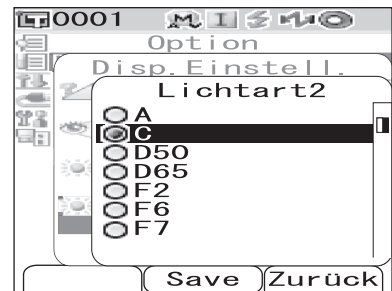 0001 M I
Option
Disp.Einstell.
Lichtart2
A
C
D50
D65
F2
F6
F7
Save Zurück